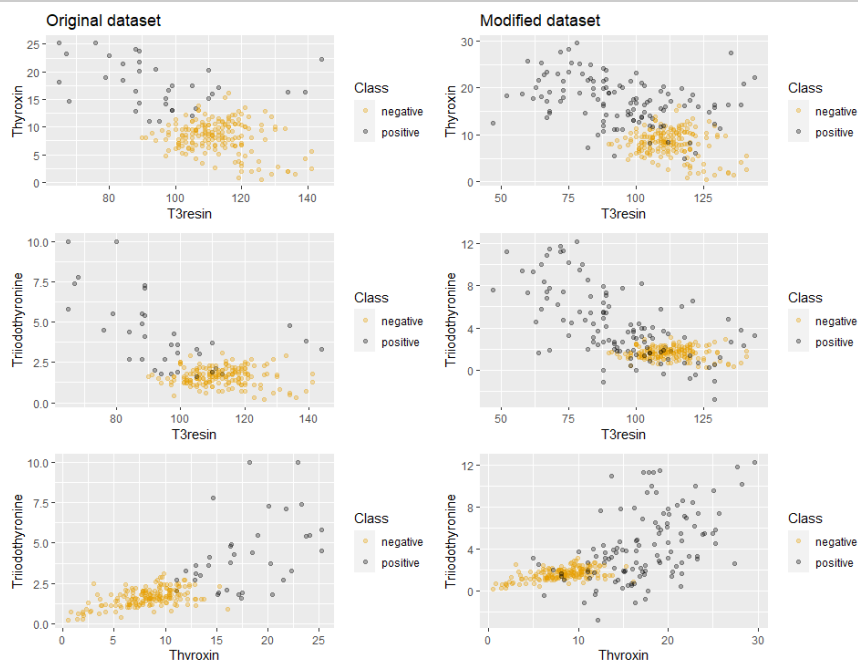 Original dataset
25
20
15
10
5
0
Thyroxin
80
100
120
140
T3resin
Class
negative
positive
Modified dataset
30
20
10
0
Thyroxin
50
75
100
125
T3resin
Class
negative
positive
10.0
7.5
5.0
2.5
0.0
Triiodothyronine
80
100
120
140
T3resin
Class
negative
positive
12
8
4
0
Triiodothyronine
50
75
100
125
T3resin
Class
negative
positive
10.0
7.5
5.0
2.5
0.0
Triiodothyronine
0
5
10
15
20
25
Thyroxin
Class
negative
positive
12
8
4
0
Triiodothyronine
0
10
20
30
Thyroxin
Class
negative
positive